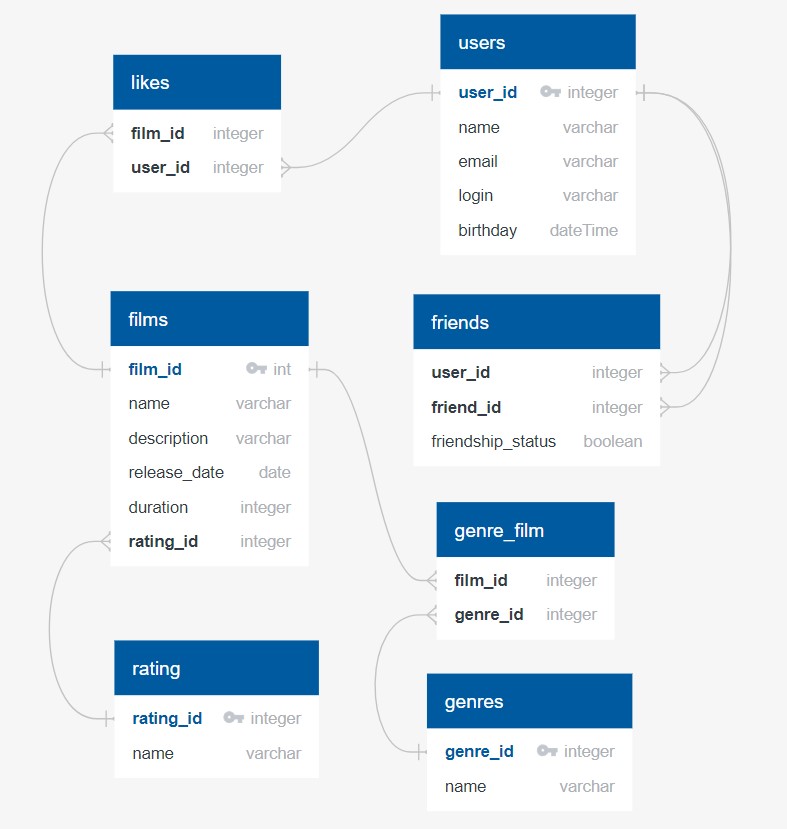 likes
film_id integer
user_id integer
users
user_id integer
name varchar
email varchar
login varchar
birthday dateTime
films
film_id int
name varchar
description varchar
release_date date
duration integer
rating_id integer
friends
user_id integer
friend_id integer
friendship_status boolean
genre_film
film_id integer
genre_id integer
rating
rating_id integer
name varchar
genres
genre_id integer
name varchar